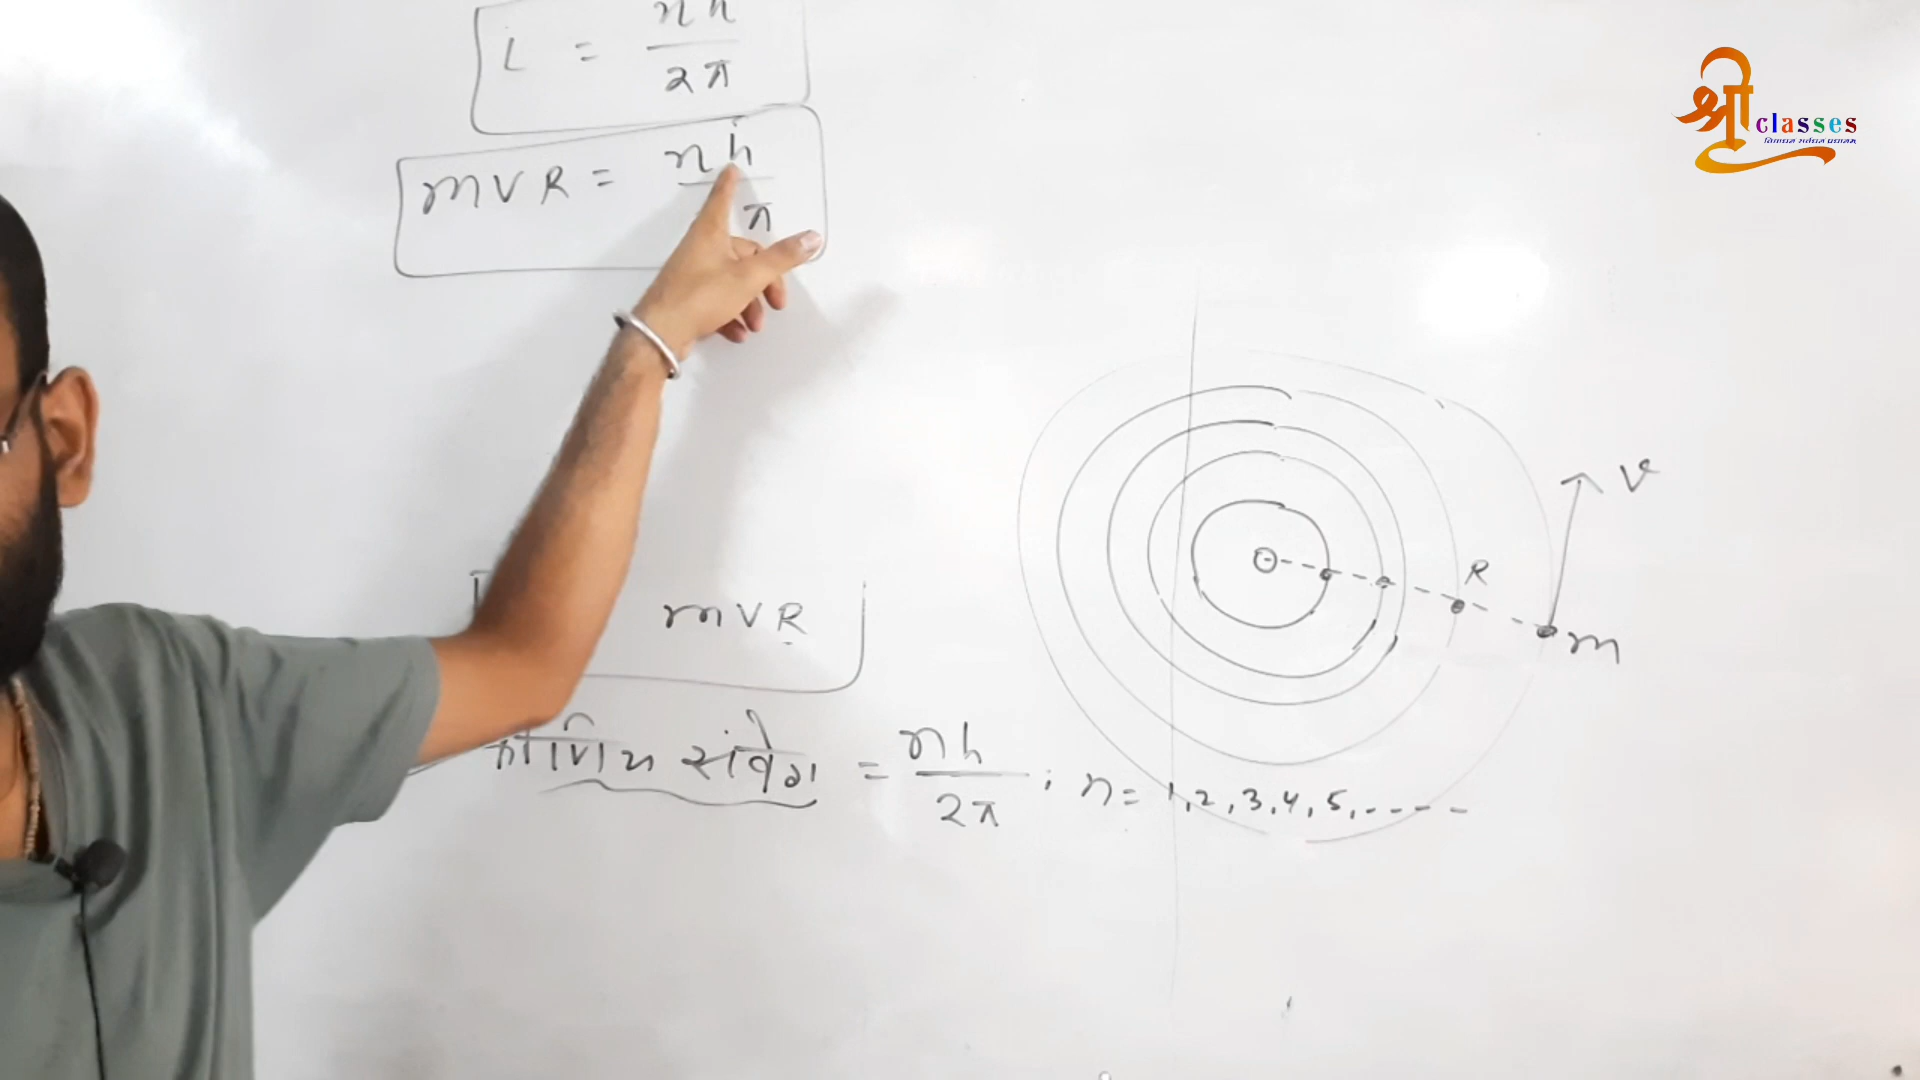 L = nh
2π
mVR = nh
π
R
v
m
mVR
कोणीय संवेग = nh
2π ; n = 1, 2, 3, 4, 5, - - - -
श्री classes